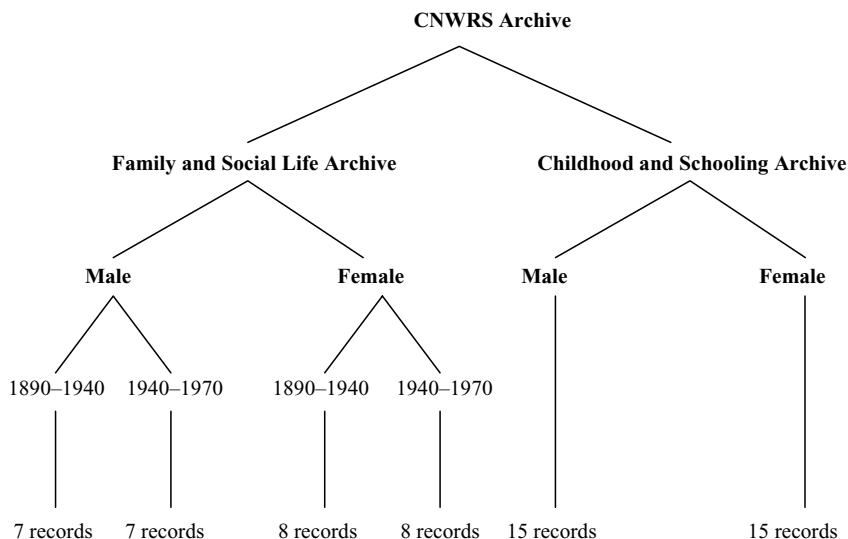 CNWRS Archive
Family and Social Life Archive Childhood and Schooling Archive
Male Female Male Female
1890–1940 1940–1970 1890–1940 1940–1970
7 records 7 records 8 records 8 records 15 records 15 records